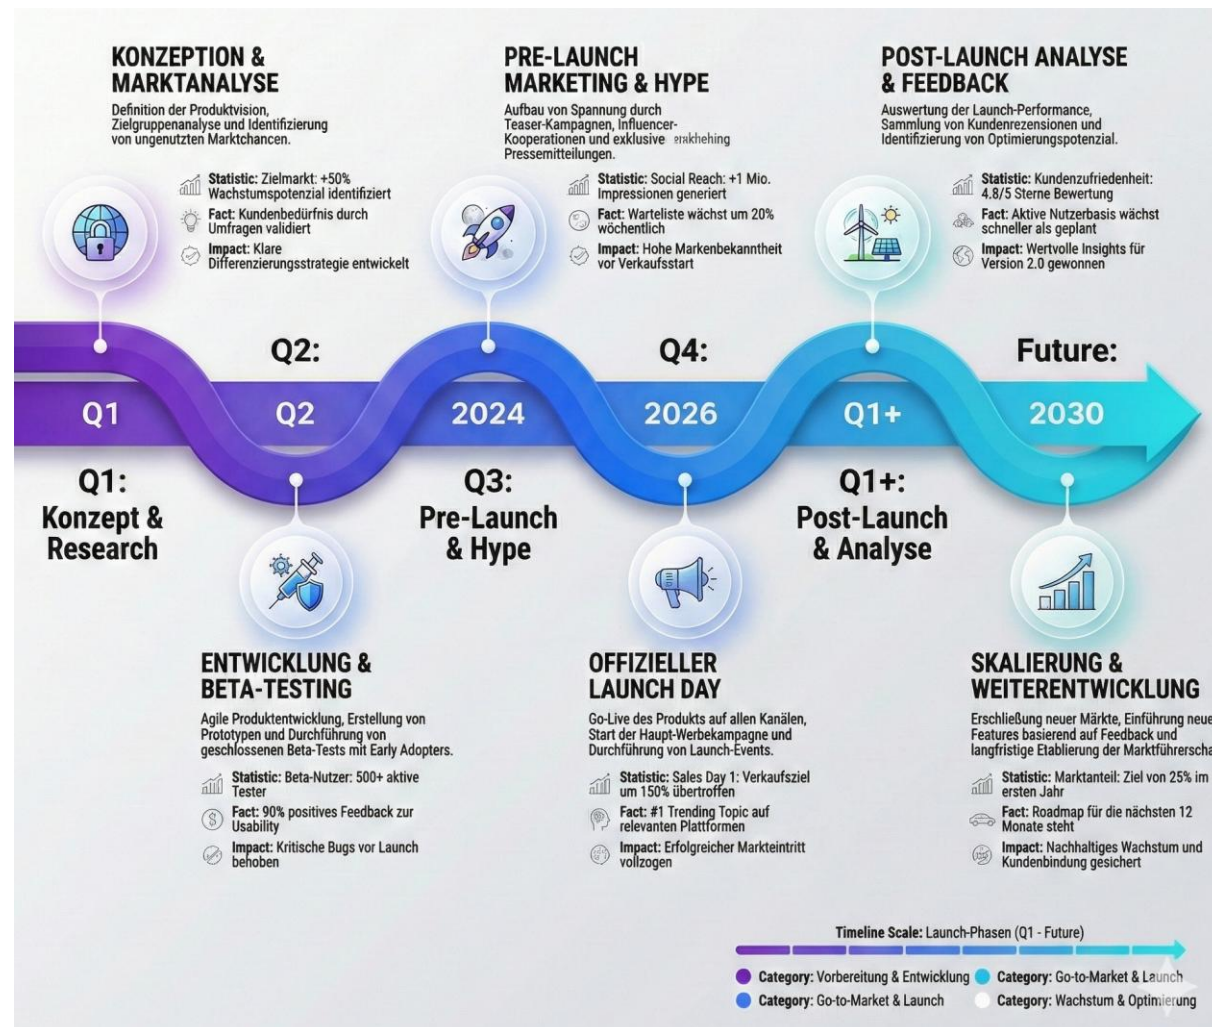 KONZEPTION &
MARKTANALYSE
Definition der Produktvision,
Zielgruppenanalyse und Identifizierung
von ungenutzten Marktchancen.
Statistic: Zielmarkt: +50%
Wachstumspotenzial identifiziert
Fact: Kundenbedürfnis durch
Umfragen validiert
Impact: Klare
Differenzierungsstrategie entwickelt
PRE-LAUNCH
MARKETING & HYPE
Aufbau von Spannung durch
Teaser-Kampagnen, Influencer-
Kooperationen und exklusive
Pressemitteilungen.
Statistic: Social Reach: +1 Mio.
Impressionen generiert
Fact: Warteliste wächst um 20%
wöchentlich
Impact: Hohe Markenbekanntheit
vor Verkaufsstart
POST-LAUNCH ANALYSE
& FEEDBACK
Auswertung der Launch-Performance,
Sammlung von Kundenrezensionen und
Identifizierung von Optimierungspotenzial.
Statistic: Kundenzufriedenheit:
4.8/5 Sterne Bewertung
Fact: Aktive Nutzerbasis wächst
schneller als geplant
Impact: Wertvolle Insights für
Version 2.0 gewonnen
Q2:
Q4:
Future:
Q1
Q2
2024
2026
Q1+
2030
Q1:
Konzept &
Research
Q3:
Pre-Launch
& Hype
Q1+:
Post-Launch
& Analyse
ENTWICKLUNG &
BETA-TESTING
Agile Produktentwicklung, Erstellung von
Prototypen und Durchführung von
geschlossenen Beta-Tests mit Early Adopters.
Statistic: Beta-Nutzer: 500+ aktive
Tester
Fact: 90% positives Feedback zur
Usability
Impact: Kritische Bugs vor Launch
behoben
OFFIZIELLER
LAUNCH DAY
Go-Live des Produkts auf allen Kanälen,
Start der Haupt-Werbekampagne und
Durchführung von Launch-Events.
Statistic: Sales Day 1: Verkaufsziel
um 150% übertroffen
Fact: #1 Trending Topic auf
relevanten Plattformen
Impact: Erfolgreicher Markteintritt
vollzogen
SKALIERUNG &
WEITERENTWICKLUNG
Erschließung neuer Märkte, Einführung neue
Features basierend auf Feedback und
langfristige Etablierung der Marktführerscha
Statistic: Marktanteil: Ziel von 25% im
ersten Jahr
Fact: Roadmap für die nächsten 12
Monate steht
Impact: Nachhaltiges Wachstum und
Kundenbindung gesichert
Timeline Scale: Launch-Phasen (Q1 - Future)
Category: Vorbereitung & Entwicklung
Category: Go-to-Market & Launch
Category: Go-to-Market & Launch
Category: Wachstum & Optimierung